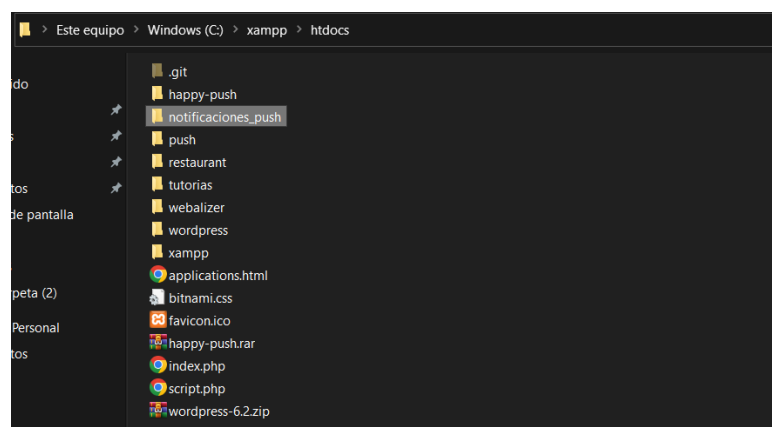 Este equipo > Windows (C:) > xampp > htdocs
.git
ido
happy-push
notificaciones_push
s
push
restaurant
tos
tutorias
de pantalla
webalizer
wordpress
xampp
applications.html
rpeta (2)
bitnami.css
favicon.ico
Personal
happy-push.rar
tos
index.php
script.php
wordpress-6.2.zip